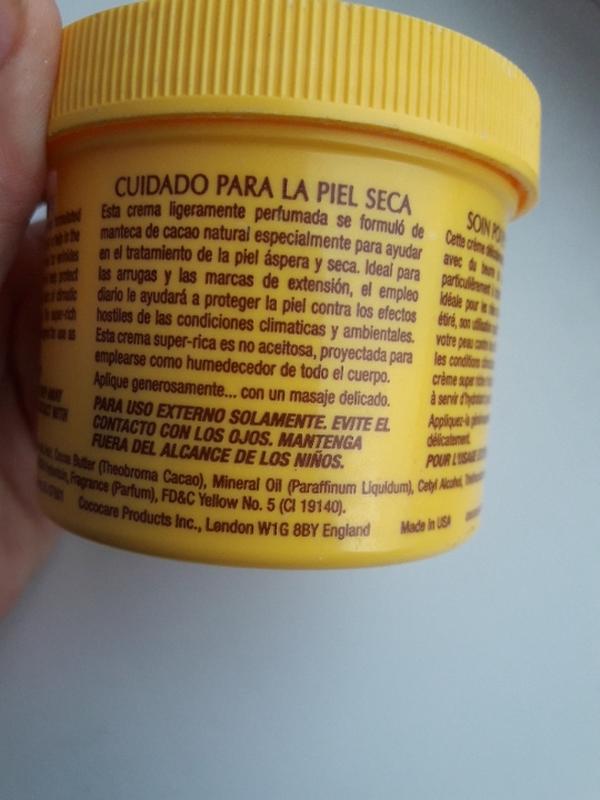 CUIDADO PARA LA PIEL SECA
Esta crema ligeramente perfumada se formuló de
manteca de cacao natural especialmente para ayudar
en el tratamiento de la piel áspera y seca. Ideal para
las arrugas y las marcas de extensión, el empleo
diario le ayudará a proteger la piel contra los efectos
hostiles de las condiciones climaticas y ambientales.
Esta crema super-rica es no aceitosa, proyectada para
emplearse como humedecedor de todo el cuerpo.
Aplique generosamente... con un masaje delicado.
PARA USO EXTERNO SOLAMENTE. EVITE EL
CONTACTO CON LOS OJOS. MANTENGA
FUERA DEL ALCANCE DE LOS NIÑOS.
Cocoa Butter (Theobroma Cacao), Mineral Oil (Paraffinum Liquidum), Cetyl Alcohol,
Fragrance (Parfum), FD&C Yellow No. 5 (CI 19140).
Cococare Products Inc., London W1G 8BY England Made In USA
SOIN
Cette crème
avec du
particulièrement
Idéale pour les
étiré, son
votre peau
les conditions
crème super
à servir
Appliquez-la
délicatement.
POUR L'USAGE